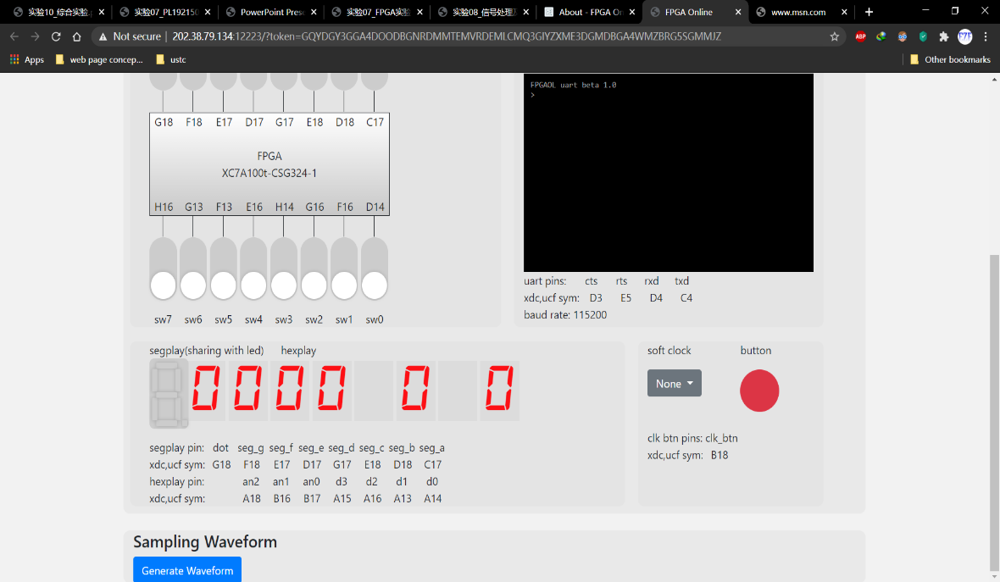 实验10_综合实验.p
实验07_PL192150
PowerPoint Pres
实验07_FPGA实
实验08_信号处理及
About - FPGA On
FPGA Online
www.msn.com
Not secure | 202.38.79.134:12223/?token=GQYDGY3GGA4DOODBGNRDMMTEMVRDEMLCMQ3GIYZXME3DGMDBGA4WMZBRG5SGMMJZ
ABP
Apps web page concep... ustc Other bookmarks
G18 F18 E17 D17 G17 E18 D18 C17
FPGA
XC7A100t-CSG324-1
H16 G13 F13 E16 H14 G16 F16 D14
sw7 sw6 sw5 sw4 sw3 sw2 sw1 sw0
FPGAOL uart beta 1.0
>
uart pins: cts rts rxd txd
xdc,ucf sym: D3 E5 D4 C4
baud rate: 115200
segplay(sharing with led) hexplay
0 0 0 0 0 0
segplay pin: dot seg_g seg_f seg_e seg_d seg_c seg_b seg_a
xdc,ucf sym: G18 F18 E17 D17 G17 E18 D18 C17
hexplay pin: an2 an1 an0 d3 d2 d1 d0
xdc,ucf sym: A18 B16 B17 A15 A16 A13 A14
soft clock button
None
clk btn pins: clk_btn
xdc,ucf sym: B18
Sampling Waveform
Generate Waveform